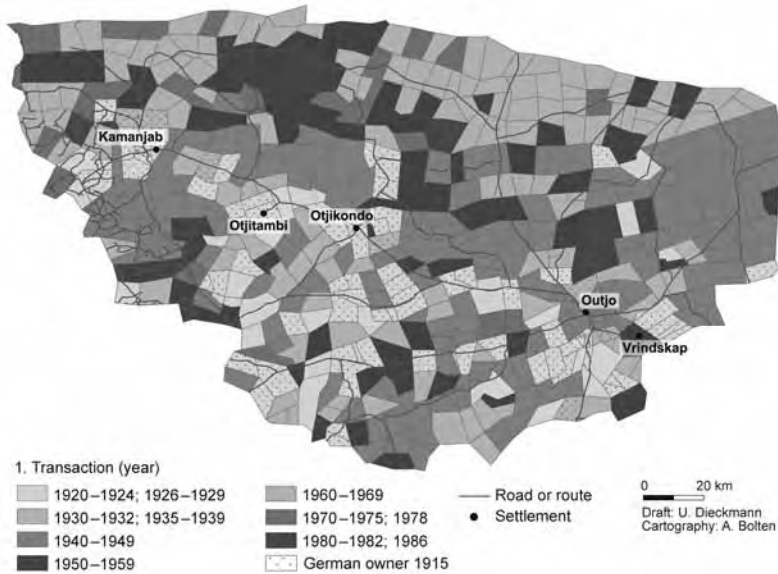 Kamanjab
Otjitambi
Otjikondo
Outjo
Vrindskap
1. Transaction (year)
1920–1924; 1926–1929
1930–1932; 1935–1939
1940–1949
1950–1959
1960–1969
1970–1975; 1978
1980–1982; 1986
German owner 1915
Road or route
Settlement
0 20 km
Draft: U. Dieckmann
Cartography: A. Bolten